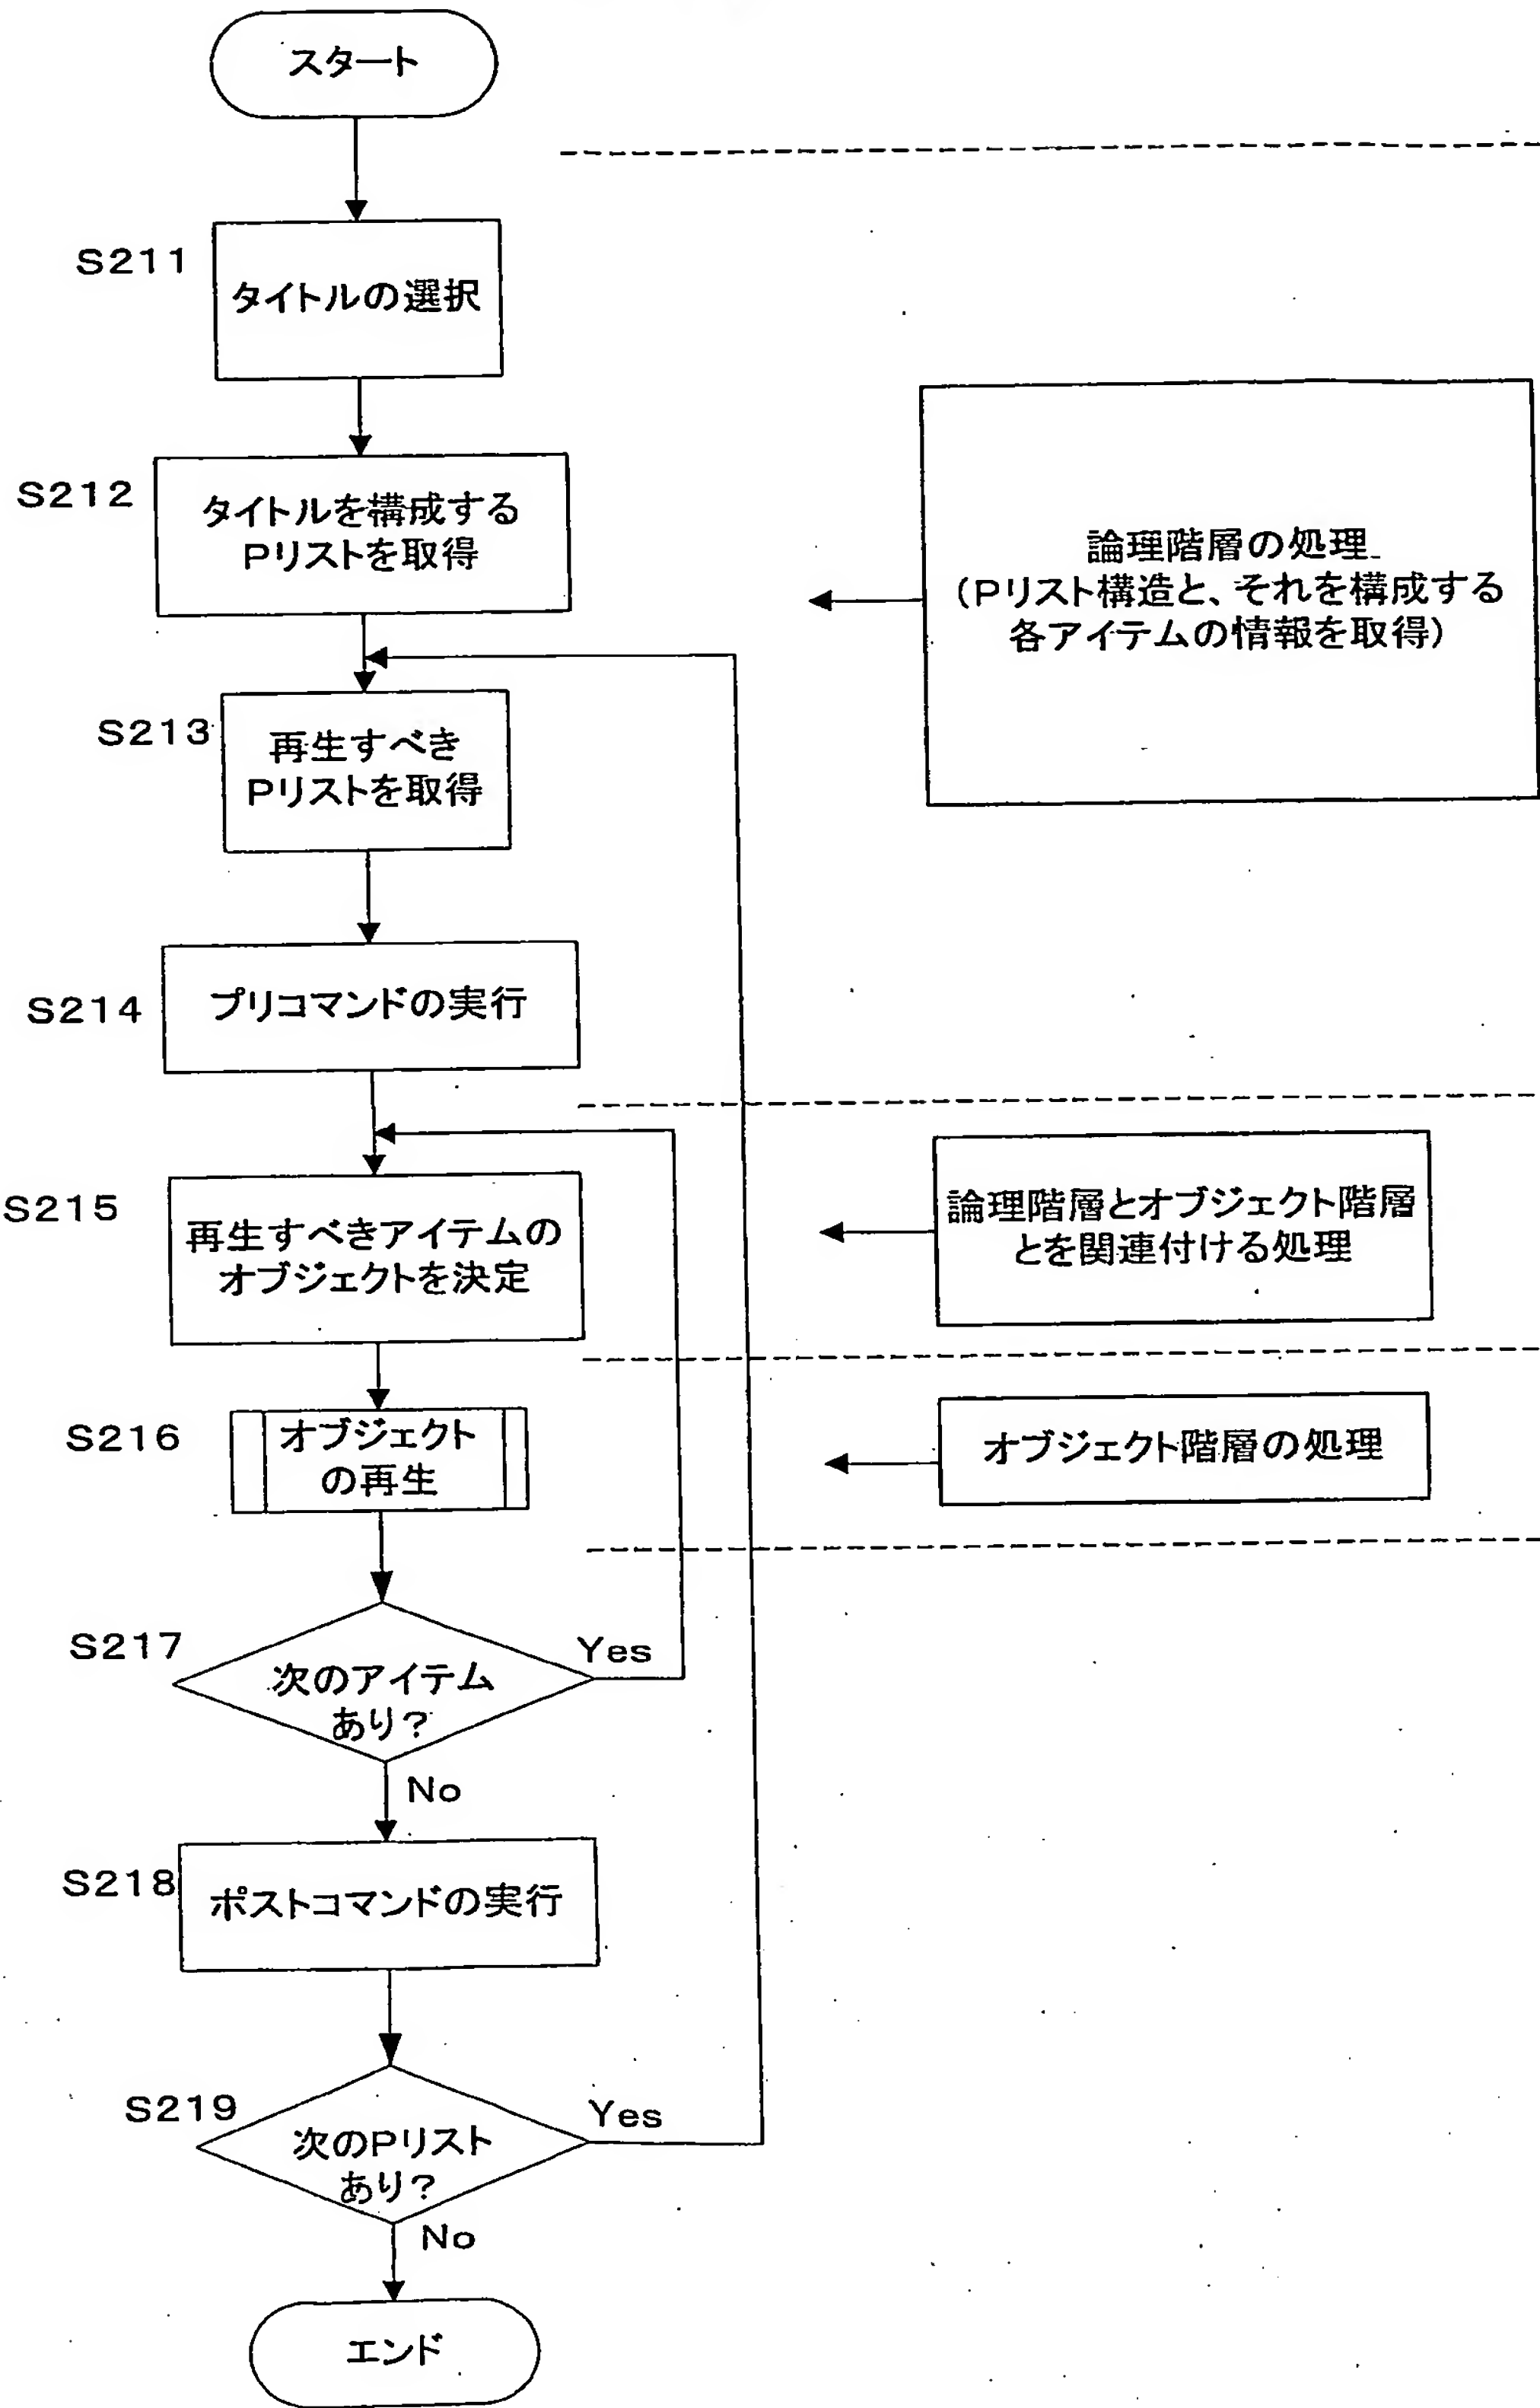 スタート
S211
タイトルの選択
S212
タイトルを構成する
Pリストを取得
論理階層の処理
(Pリスト構造と、それを構成する
各アイテムの情報を取得)
S213
再生すべき
Pリストを取得
S214
プリコマンドの実行
S215
再生すべきアイテムの
オブジェクトを決定
論理階層とオブジェクト階層
とを関連付ける処理
S216
オブジェクト
の再生
オブジェクト階層の処理
S217
次のアイテム
あり?
Yes
No
S218
ポストコマンドの実行
S219
次のPリスト
あり?
Yes
No
エンド